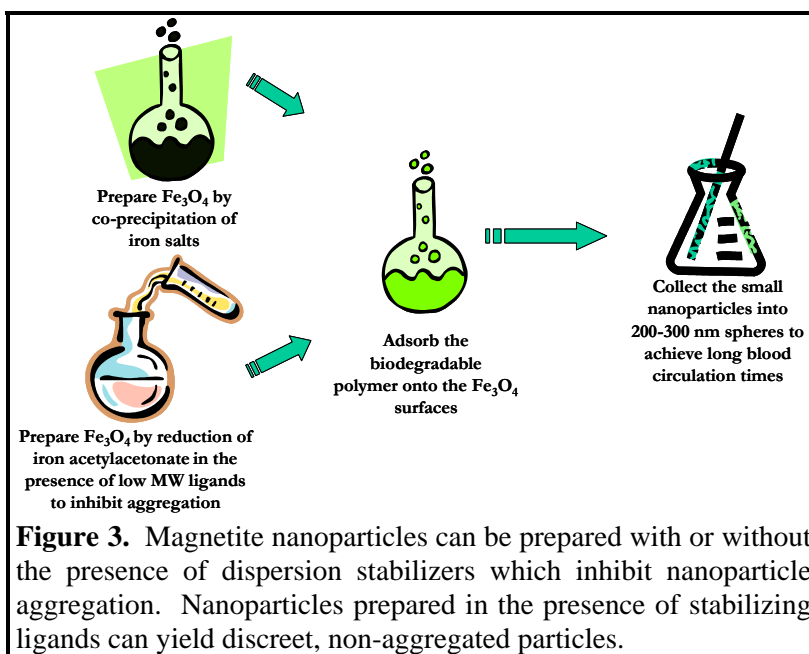 Prepare Fe₃O₄ by
co-precipitation of
iron salts
Prepare Fe₃O₄ by reduction of
iron acetylacetonate in the
presence of low MW ligands
to inhibit aggregation
Adsorb the
biodegradable
polymer onto the Fe₃O₄
surfaces
Collect the small
nanoparticles into
200-300 nm spheres to
achieve long blood
circulation times
Figure 3. Magnetite nanoparticles can be prepared with or without
the presence of dispersion stabilizers which inhibit nanoparticle
aggregation. Nanoparticles prepared in the presence of stabilizing
ligands can yield discreet, non-aggregated particles.